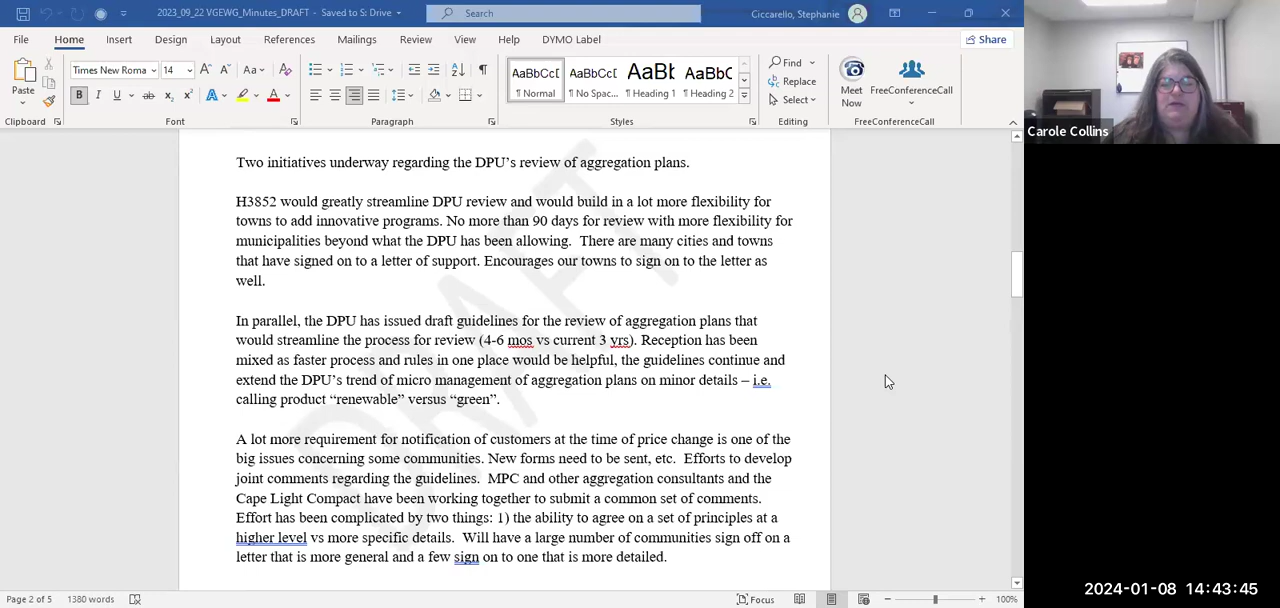 2023_09_22 VGEWG_Minutes_DRAFT - Saved to S: Drive
Search
Ciccarello, Stephanie
File Home Insert Design Layout References Mailings Review View Help DYMO Label
Share
Paste
Times New Roma 14
Aa
B I U ab x₂ x² A A
AaBbCcI AaBbCcI AaBb AaBbC
¶ Normal ¶ No Spac... Heading 1 ¶ Heading 2
Find
Replace
Select
Meet Now
FreeConferenceCall
Clipboard Font Paragraph Styles Editing FreeConferenceCall
Carole Collins
Two initiatives underway regarding the DPU's review of aggregation plans.
H3852 would greatly streamline DPU review and would build in a lot more flexibility for
towns to add innovative programs. No more than 90 days for review with more flexibility for
municipalities beyond what the DPU has been allowing.  There are many cities and towns
that have signed on to a letter of support. Encourages our towns to sign on to the letter as
well.
In parallel, the DPU has issued draft guidelines for the review of aggregation plans that
would streamline the process for review (4-6 mos vs current 3 yrs). Reception has been
mixed as faster process and rules in one place would be helpful, the guidelines continue and
extend the DPU's trend of micro management of aggregation plans on minor details – i.e.
calling product “renewable” versus “green”.
A lot more requirement for notification of customers at the time of price change is one of the
big issues concerning some communities. New forms need to be sent, etc.  Efforts to develop
joint comments regarding the guidelines.  MPC and other aggregation consultants and the
Cape Light Compact have been working together to submit a common set of comments.
Effort has been complicated by two things: 1) the ability to agree on a set of principles at a
higher level vs more specific details.  Will have a large number of communities sign off on a
letter that is more general and a few sign on to one that is more detailed.
DRAFT
Page 2 of 5 1380 words
Focus
100%
2024-01-08 14:43:45